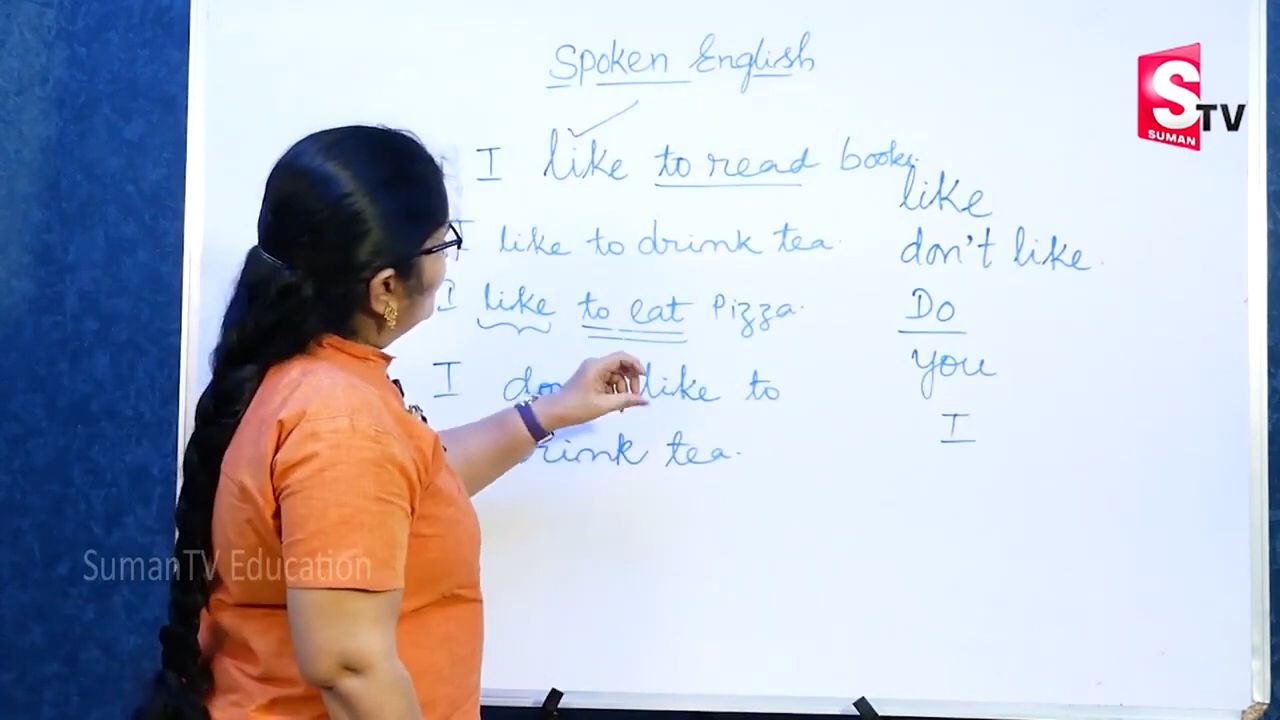 Spoken English
I like to read books.
I like to drink tea.
I like to eat Pizza.
I like to
tea.
like
don't like.
Do
you
I
S
SUMAN
TV
SumanTV Education